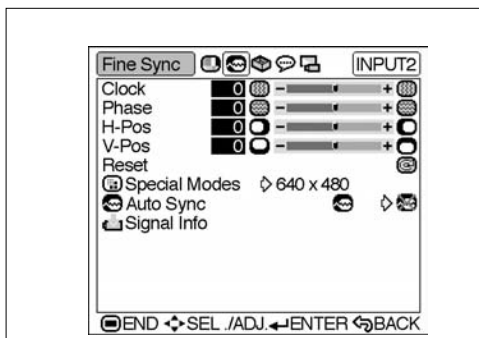 Fine Sync INPUT2
Clock 0 - +
Phase 0 - +
H-Pos 0 - +
V-Pos 0 - +
Reset
Special Modes 640 x 480
Auto Sync
Signal Info
END SEL./ADJ. ENTER BACK